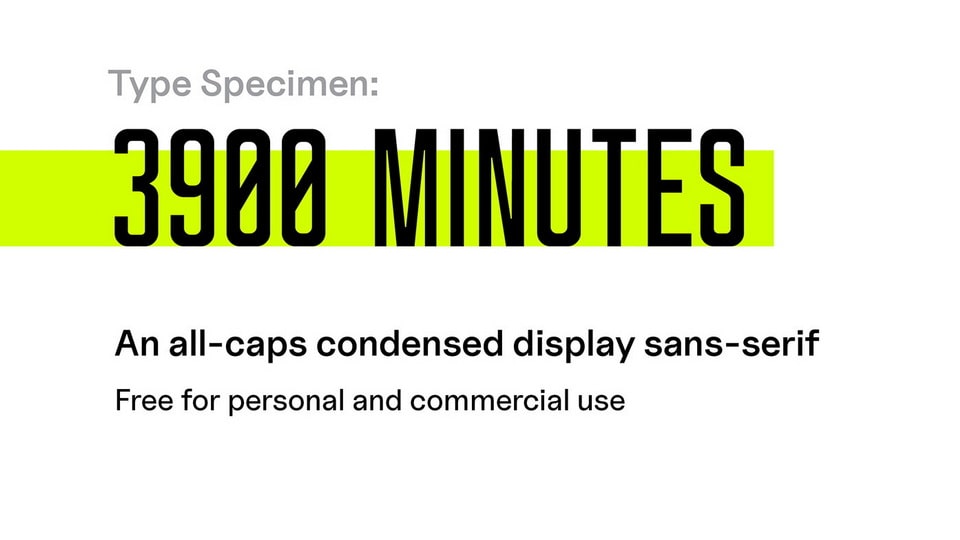 Type Specimen:
3900 MINUTES
An all-caps condensed display sans-serif
Free for personal and commercial use